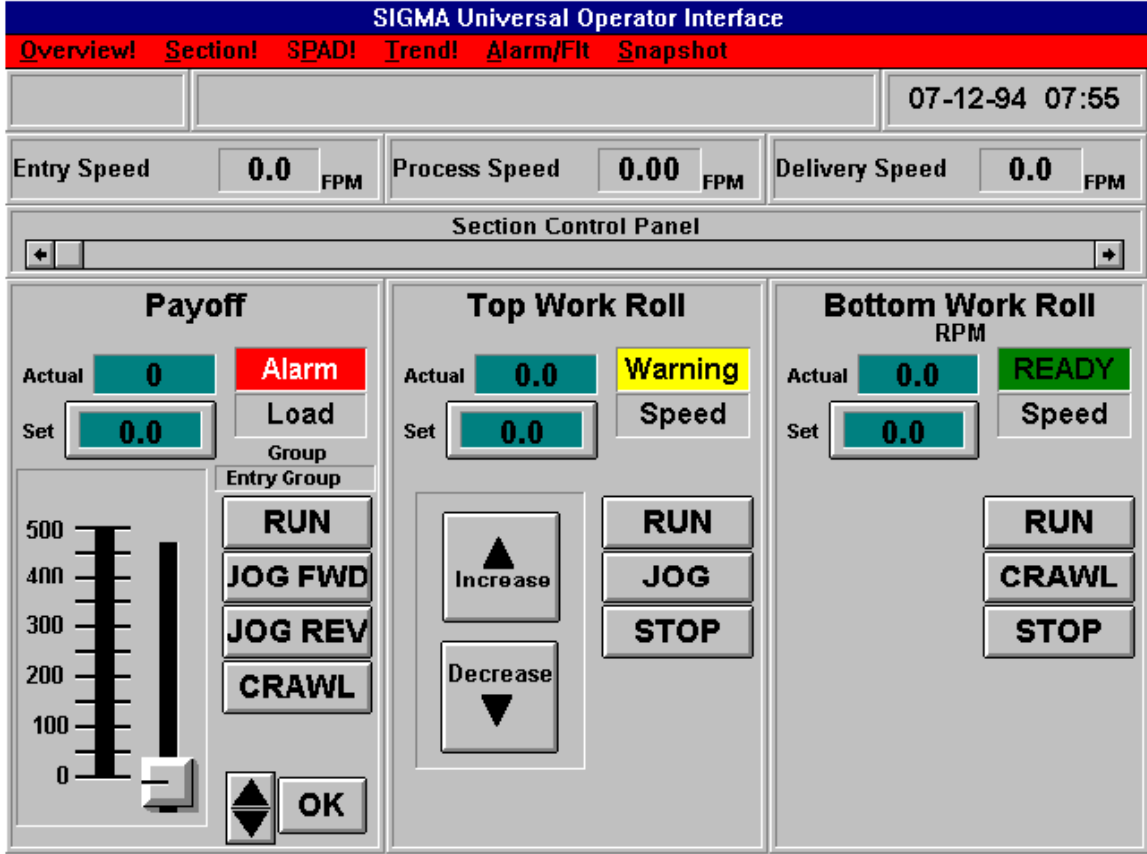 SIGMA Universal Operator Interface
Overview! Section! SPAD! Trend! Alarm/Flt Snapshot
07-12-94 07:55
Entry Speed 0.0 FPM
Process Speed 0.00 FPM
Delivery Speed 0.0 FPM
Section Control Panel
Payoff
Actual 0 Alarm
Set 0.0 Load
Group
Entry Group
500
400
300
200
100
0
RUN
JOG FWD
JOG REV
CRAWL
OK
Top Work Roll
Actual 0.0 Warning
Set 0.0 Speed
Increase
Decrease
RUN
JOG
STOP
Bottom Work Roll
RPM
Actual 0.0 READY
Set 0.0 Speed
RUN
CRAWL
STOP